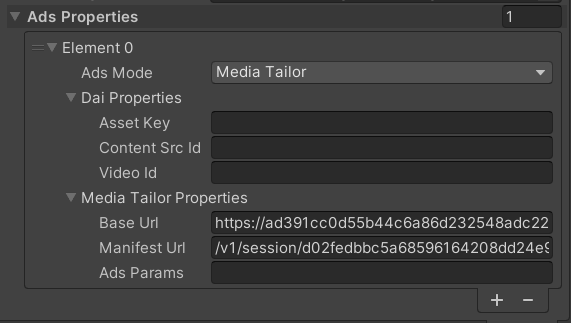 Ads Properties 1
Element 0
Ads Mode Media Tailor
Dai Properties
Asset Key
Content Src Id
Video Id
Media Tailor Properties
Base Url https://ad391cc0d55b44c6a86d232548adc22
Manifest Url /v1/session/d02fedbbc5a68596164208dd24e9
Ads Params